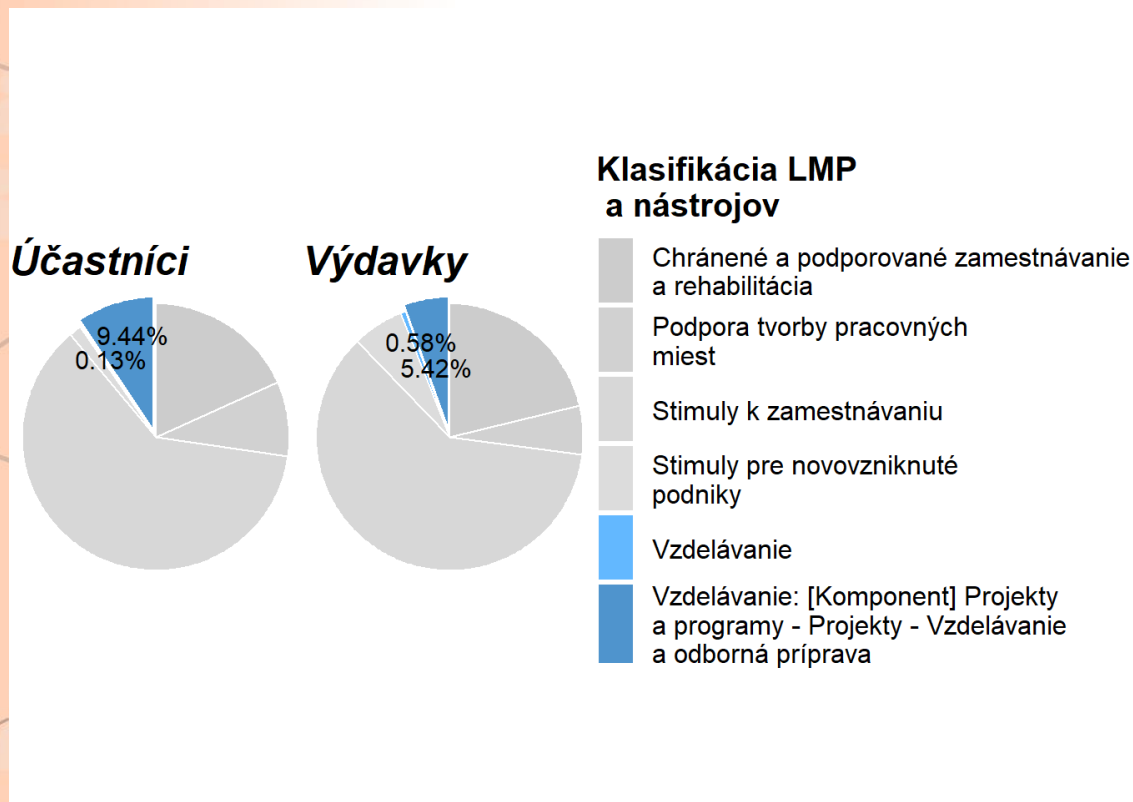 Účastníci
9.44%
0.13%
Výdavky
0.58%
5.42%
Klasifikácia LMP
a nástrojov
Chránené a podporované zamestnávanie
a rehabilitácia
Podpora tvorby pracovných
miest
Stimuly k zamestnávaniu
Stimuly pre novovzniknuté
podniky
Vzdelávanie
Vzdelávanie: [Komponent] Projekty
a programy - Projekty - Vzdelávanie
a odborná príprava